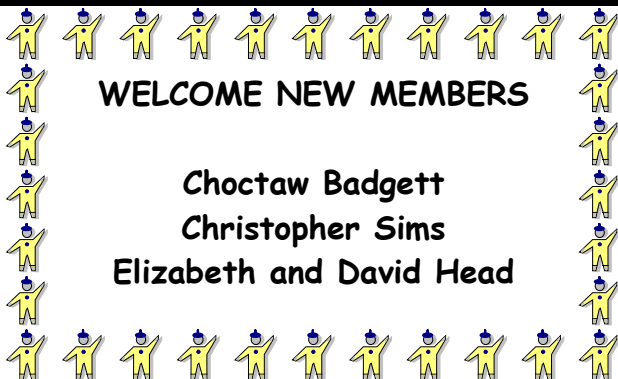 WELCOME NEW MEMBERS
Choctaw Badgett
Christopher Sims
Elizabeth and David Head